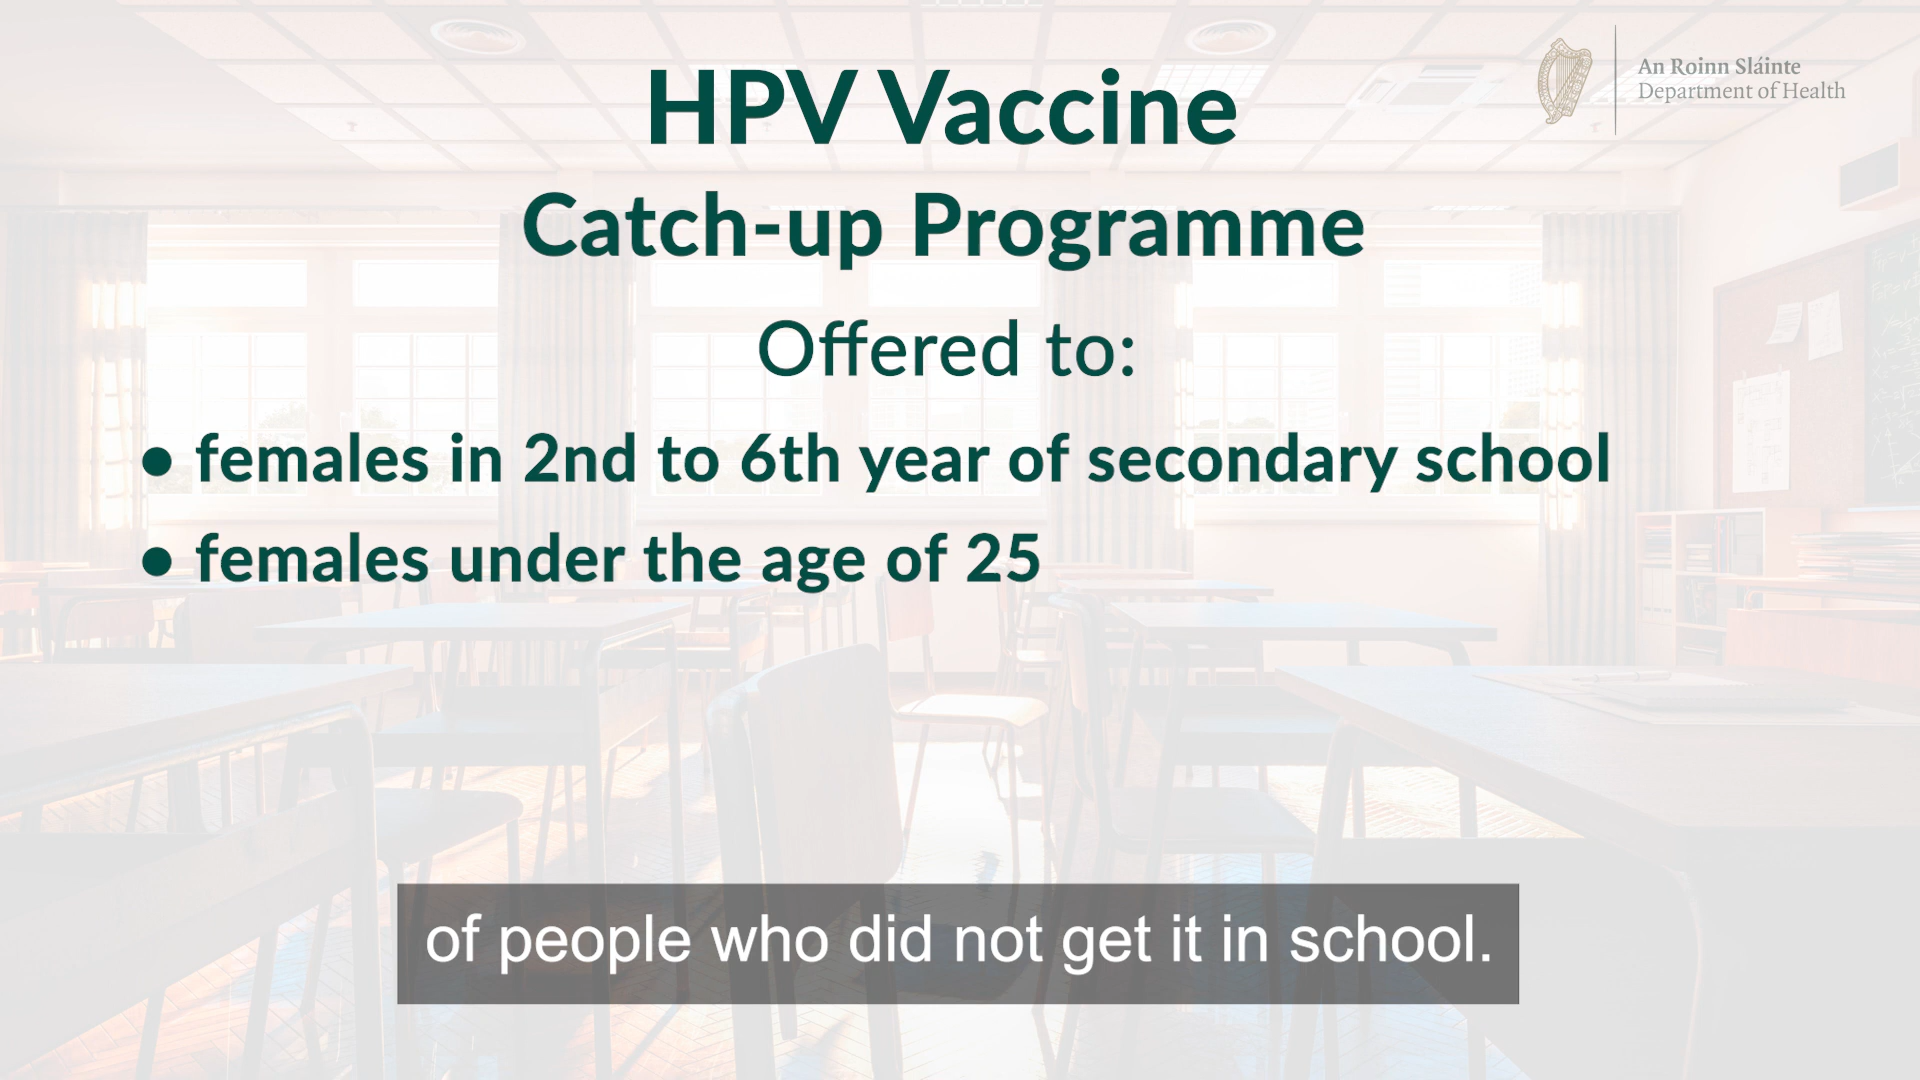 HPV Vaccine
Catch-up Programme
An Roinn Sláinte
Department of Health
Offered to:
• females in 2nd to 6th year of secondary school
• females under the age of 25
of people who did not get it in school.